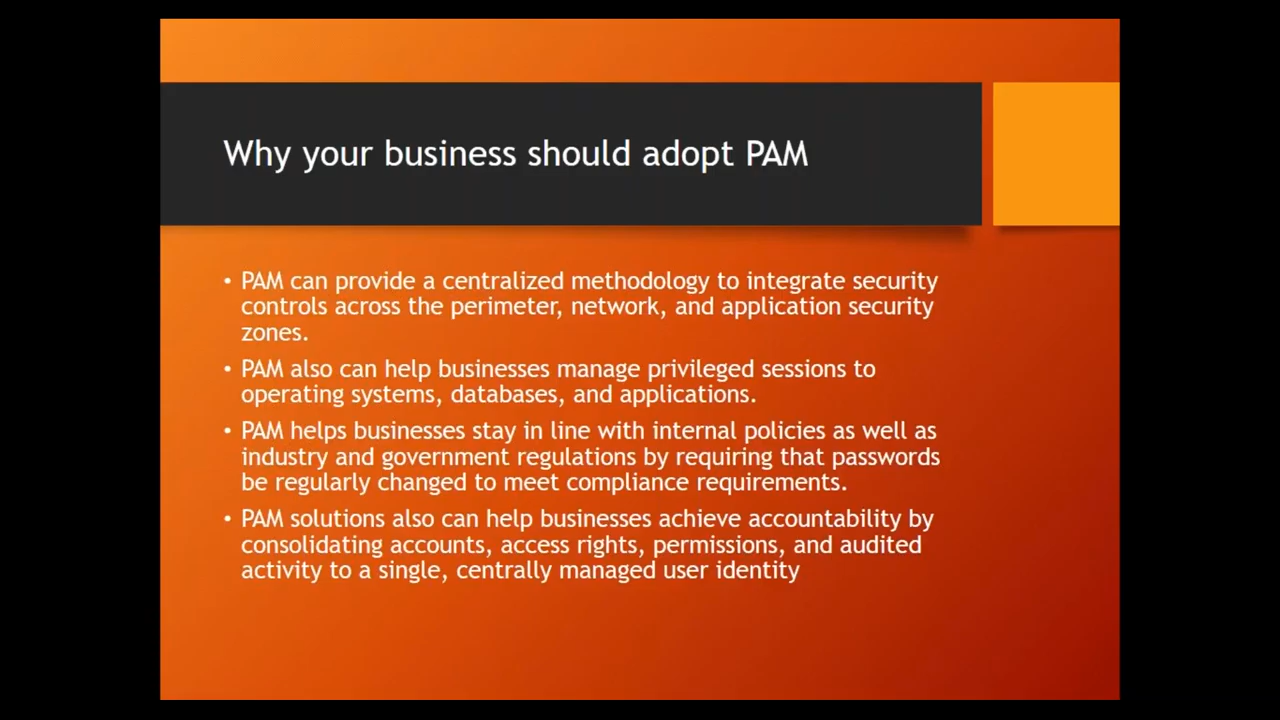 Why your business should adopt PAM
• PAM can provide a centralized methodology to integrate security
controls across the perimeter, network, and application security
zones.
• PAM also can help businesses manage privileged sessions to
operating systems, databases, and applications.
• PAM helps businesses stay in line with internal policies as well as
industry and government regulations by requiring that passwords
be regularly changed to meet compliance requirements.
• PAM solutions also can help businesses achieve accountability by
consolidating accounts, access rights, permissions, and audited
activity to a single, centrally managed user identity